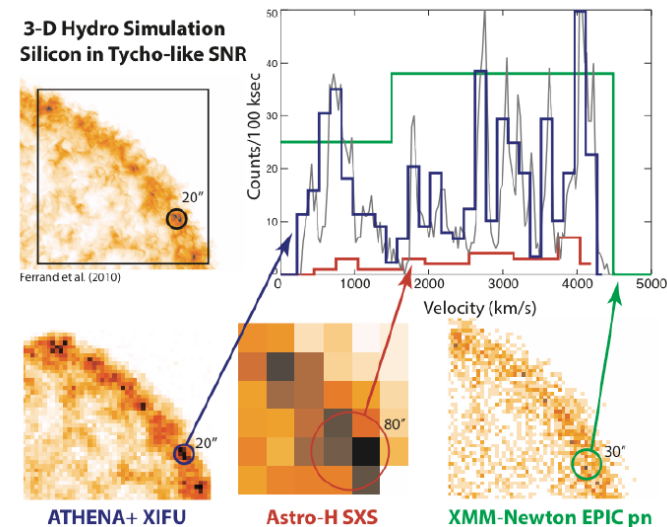 3-D Hydro Simulation
Silicon in Tycho-like SNR
20"
Ferrand et al. (2010)
Counts/100 ksec
50
40
30
20
10
0
0 1000 2000 3000 4000 5000
Velocity (km/s)
20"
80"
30"
ATHENA+ XIFU
Astro-H SXS
XMM-Newton EPIC pn